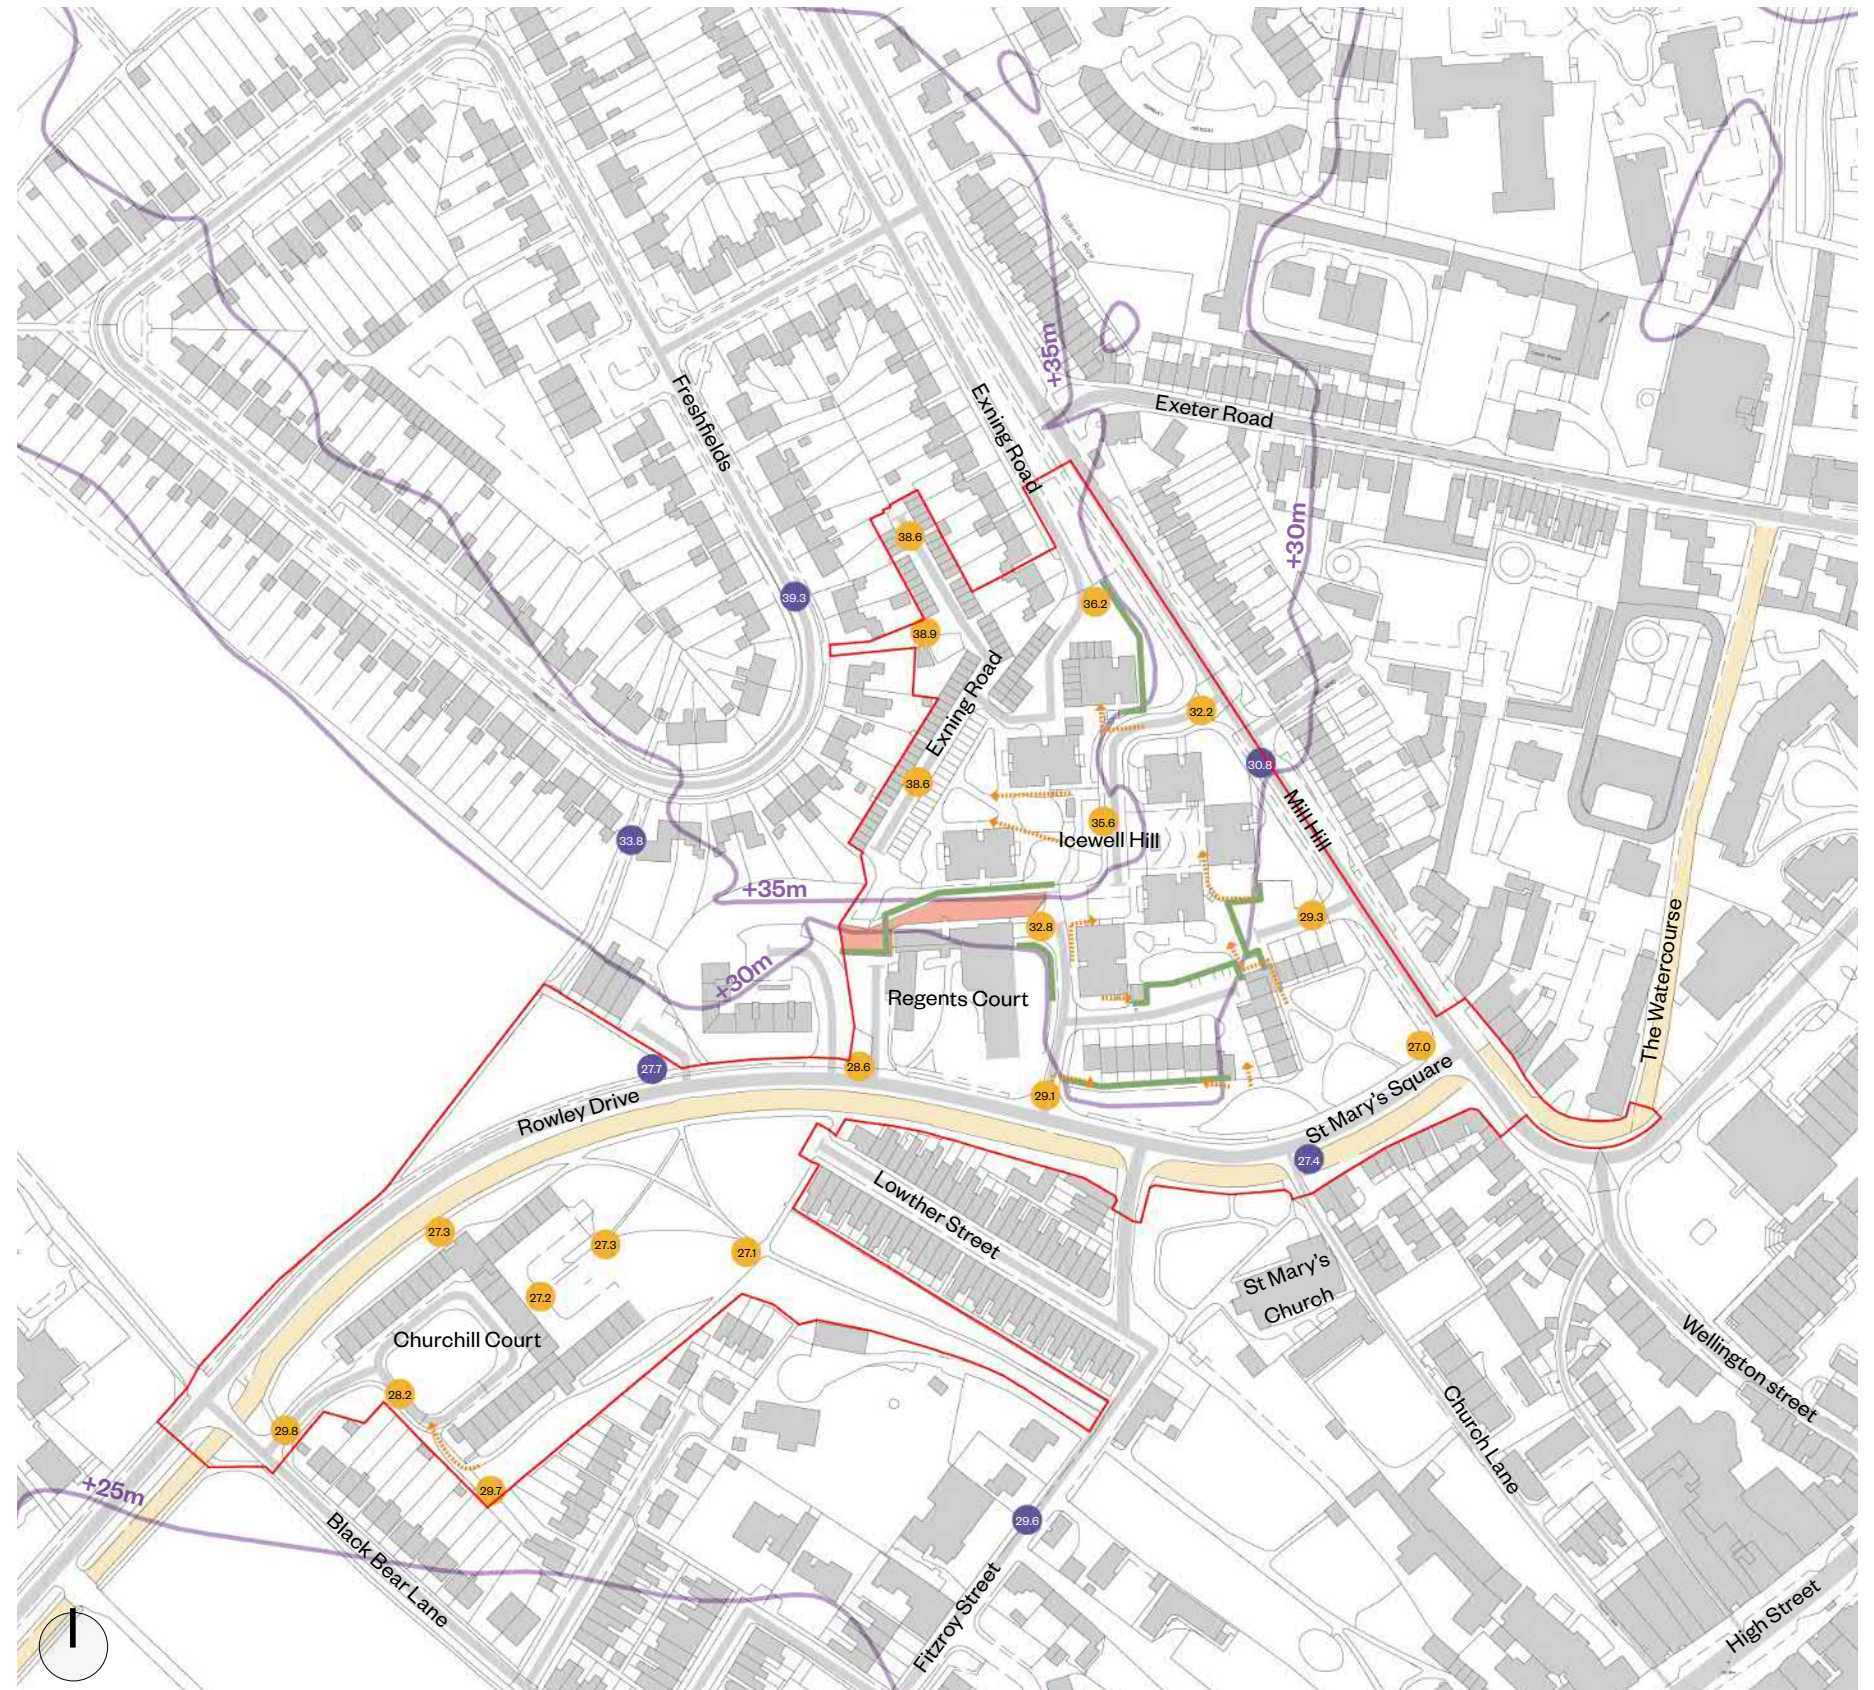 +35m
Exeter Road
Exning Road
Freshfields
+30m
38.6
39.3
36.2
38.9
Exning Road
32.2
30.8
38.6
Mill Hill
35.6
Icewell Hill
33.8
+35m
29.3
32.8
+30m
Regents Court
The Watercourse
27.0
28.6
27.7
29.1
Rowley Drive
St Mary's Square
27.4
Lowther Street
27.3
27.3
27.1
27.2
St Mary's
Church
Churchill Court
Wellington street
28.2
29.8
Church Lane
29.7
+25m
Black Bear Lane
29.6
Fitzroy Street
High Street